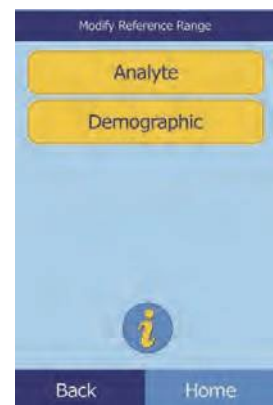 Modify Reference Range
Analyte
Demographic
i
Back
Home